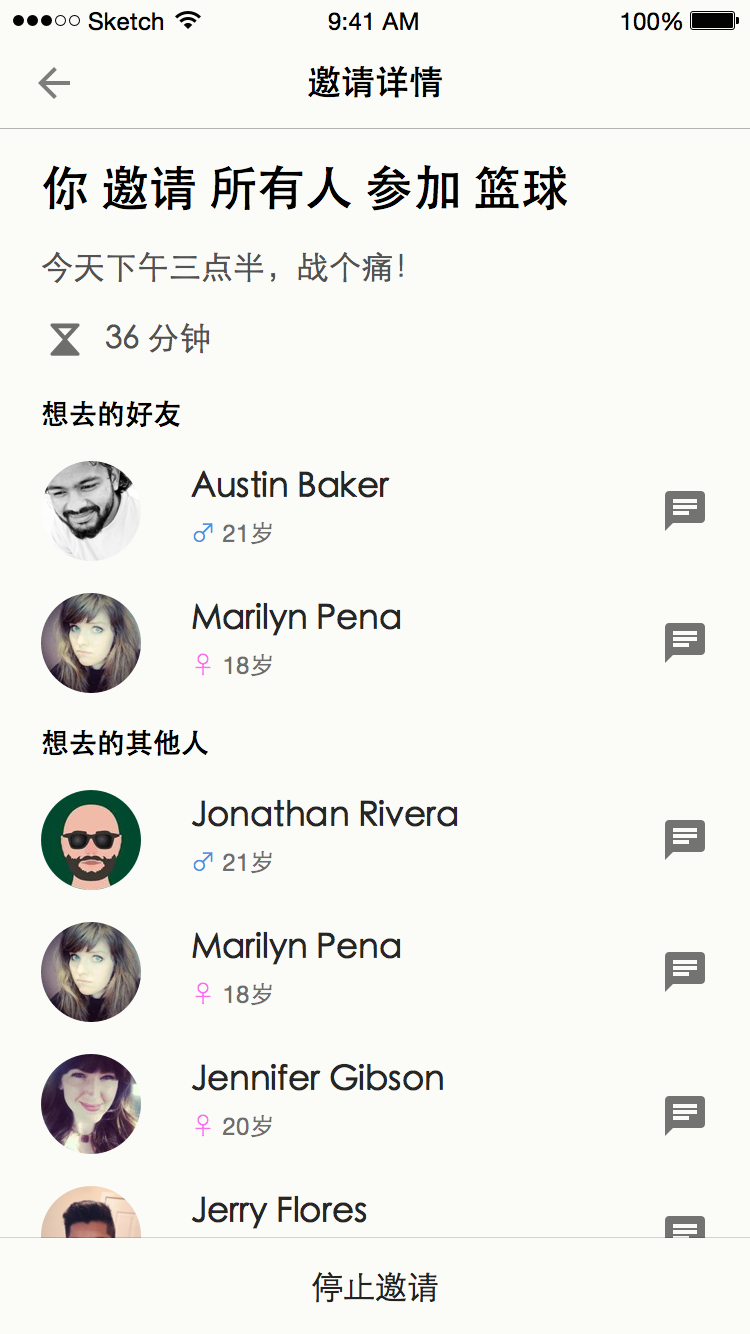 Sketch 9:41 AM 100%
邀请详情
你 邀请 所有人 参加 篮球
今天下午三点半，战个痛！
36 分钟
想去的好友
Austin Baker
♂ 21岁
Marilyn Pena
♀ 18岁
想去的其他人
Jonathan Rivera
♂ 21岁
Marilyn Pena
♀ 18岁
Jennifer Gibson
♀ 20岁
Jerry Flores
停止邀请